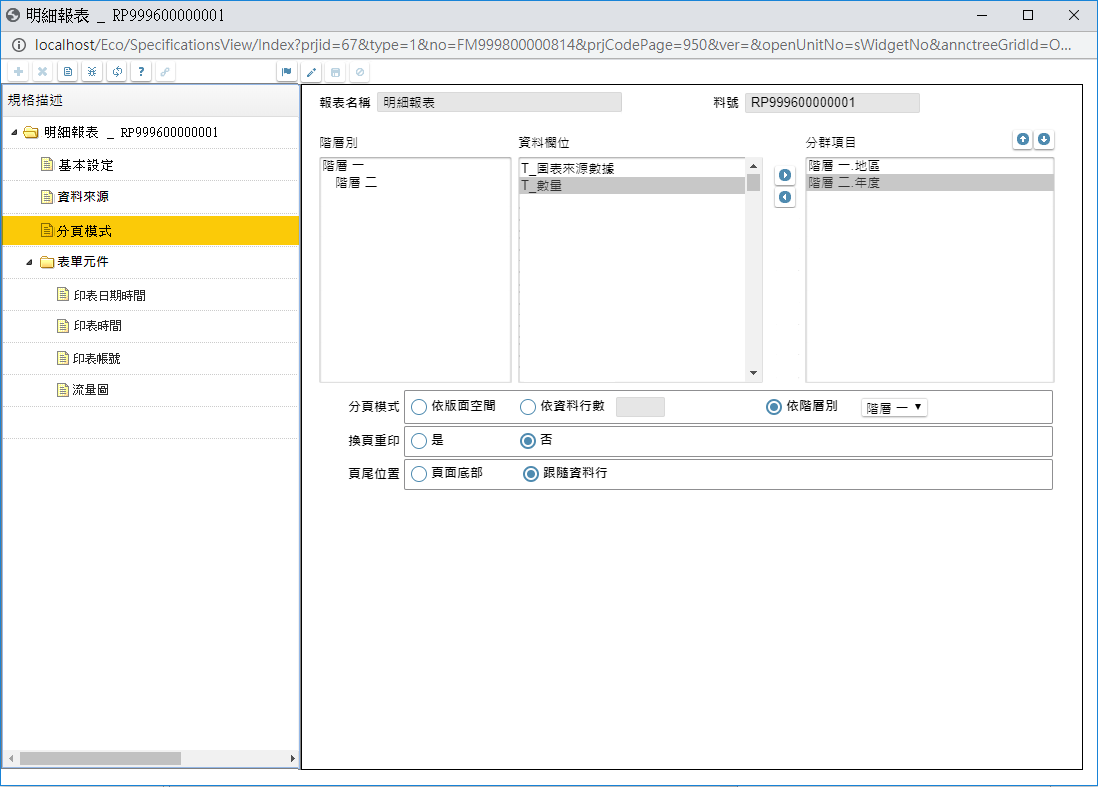 明細報表 _ RP999600000001
localhost/Eco/SpecificationsView/Index?prjid=67&type=1&no=FM999800000814&prjCodePage=950&ver=&openUnitNo=sWidgetNo&annctreeGridId=O...
規格描述
明細報表 _ RP999600000001
基本設定
資料來源
分頁模式
表單元件
印表日期時間
印表時間
印表帳號
流量圖
報表名稱 明細報表 料號 RP999600000001
階層別 資料欄位 分群項目
階層 一
階層 二
T_圖表來源數據
T_數量
階層 一.地區
階層 二.年度
分頁模式 依版面空間 依資料行數 依階層別 階層 一
換頁重印 是 否
頁尾位置 頁面底部 跟隨資料行